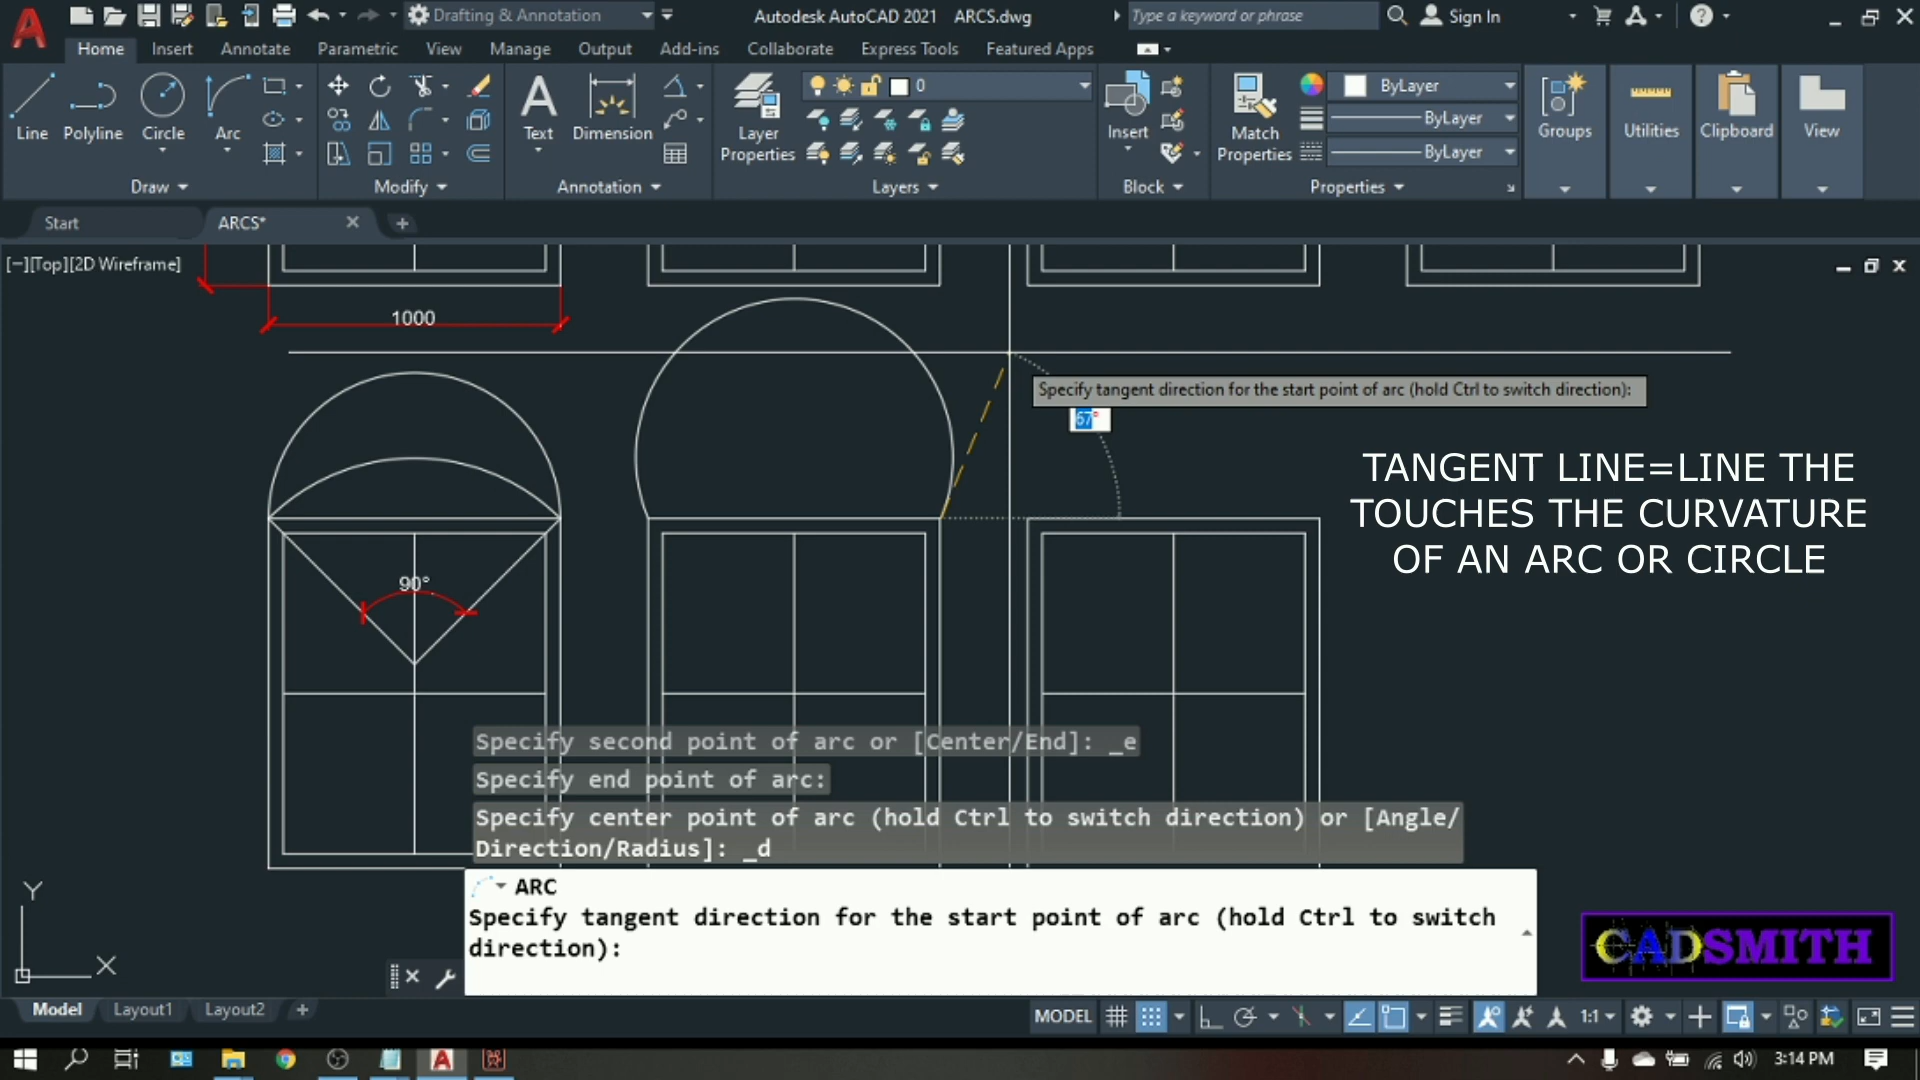 Drafting & Annotation
Autodesk AutoCAD 2021 ARCS.dwg
Type a keyword or phrase
Sign In
Home Insert Annotate Parametric View Manage Output Add-ins Collaborate Express Tools Featured Apps
Line Polyline Circle Arc
Text Dimension
Layer Properties
0
Insert
Match Properties
ByLayer
ByLayer
ByLayer
Groups Utilities Clipboard View
Draw Modify Annotation Layers Block Properties
Start ARCS*
[−][Top][2D Wireframe]
1000
Specify tangent direction for the start point of arc (hold Ctrl to switch direction):
67°
TANGENT LINE=LINE THE
TOUCHES THE CURVATURE
OF AN ARC OR CIRCLE
90°
Specify second point of arc or [Center/End]: _e
Specify end point of arc:
Specify center point of arc (hold Ctrl to switch direction) or [Angle/
Direction/Radius]: _d
ARC
Specify tangent direction for the start point of arc (hold Ctrl to switch
direction):
Y
X
CADSMITH
Model Layout1 Layout2
MODEL 1:1
3:14 PM